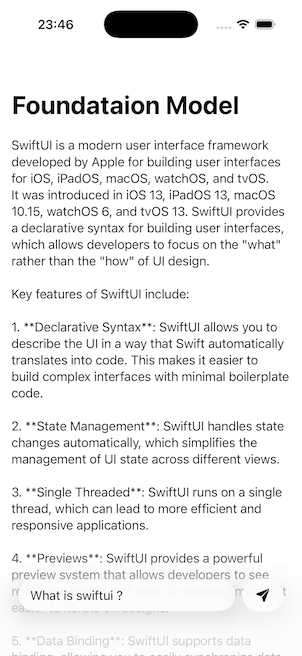 23:46
Foundataion Model
SwiftUI is a modern user interface framework
developed by Apple for building user interfaces
for iOS, iPadOS, macOS, watchOS, and tvOS.
It was introduced in iOS 13, iPadOS 13, macOS
10.15, watchOS 6, and tvOS 13. SwiftUI provides
a declarative syntax for building user interfaces,
which allows developers to focus on the "what"
rather than the "how" of UI design.
Key features of SwiftUI include:
1. **Declarative Syntax**: SwiftUI allows you to
describe the UI in a way that Swift automatically
translates into code. This makes it easier to
build complex interfaces with minimal boilerplate
code.
2. **State Management**: SwiftUI handles state
changes automatically, which simplifies the
management of UI state across different views.
3. **Single Threaded**: SwiftUI runs on a single
thread, which can lead to more efficient and
responsive applications.
4. **Previews**: SwiftUI provides a powerful
preview system that allows developers to see
What is swiftui ?
5. **Data Binding**: SwiftUI supports data